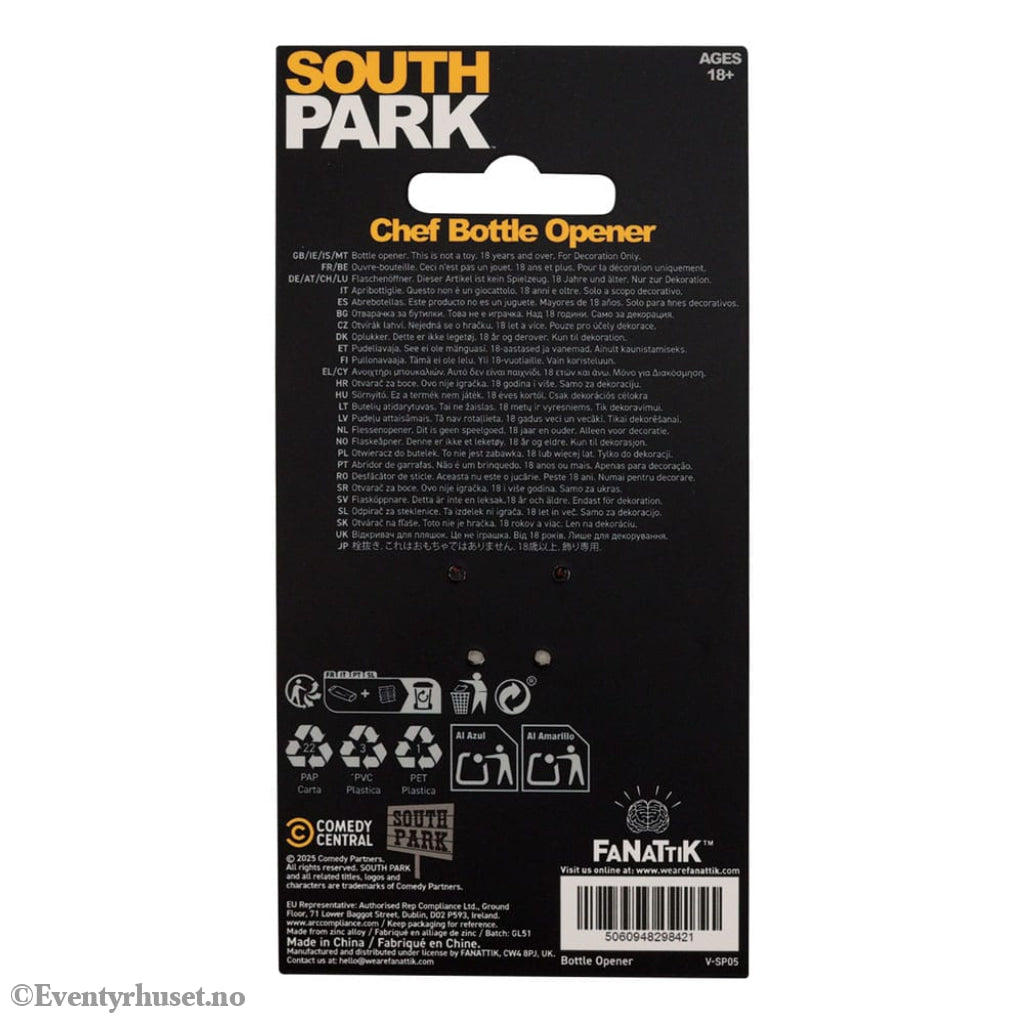 SOUTH
PARK
AGES
18+
Chef Bottle Opener
GB/IE/IS/MT Bottle opener. This is not a toy. 18 years and over. For Decoration Only.
FR/BE Ouvre-bouteille. Ceci n'est pas un jouet. 18 ans et plus. Pour la décoration uniquement.
DE/AT/CH/LU Flaschenöffner. Dieser Artikel ist kein Spielzeug. 18 Jahre und älter. Nur zur Dekoration.
IT Apribottiglie. Questo non è un giocattolo. 18 anni e oltre. Solo a scopo decorativo.
ES Abrebotellas. Este producto no es un juguete. Mayores de 18 años. Solo para fines decorativos.
BG Отварачка за бутилки. Това не е играчка. Над 18 години. Само за декорация.
CZ Otvírák lahví. Nejedná se o hračku. 18 let a více. Pouze pro účely dekorace.
DK Oplukker. Dette er ikke legetøj. 18 år og derover. Kun til dekoration.
ET Pudeliavaja. See ei ole mänguasi. 18-aastased ja vanemad. Ainult kaunistamiseks.
FI Pullonavaaja. Tämä ei ole lelu. Yli 18-vuotiaille. Vain koristeluun.
EL/CY Ανοιχτήρι μπουκαλιών. Αυτό δεν είναι παιχνίδι. 18 ετών και άνω. Μόνο για Διακόσμηση.
HR Otvarač za boce. Ovo nije igračka. 18 godina i više. Samo za dekoraciju.
HU Sörnyitó. Ez a termék nem játék. 18 éves kortól. Csak dekorációs célokra
LT Butelių atidarytuvas. Tai ne žaislas. 18 metų ir vyresniems. Tik dekoravimui.
LV Pudeļu attaisāmais. Tā nav rotaļlieta. 18 gadus veci un vecāki. Tikai dekorēšanai.
NL Flessenopener. Dit is geen speelgoed. 18 jaar en ouder. Alleen voor decoratie.
NO Flaskeåpner. Denne er ikke et leketøy. 18 år og eldre. Kun til dekorasjon.
PL Otwieracz do butelek. To nie jest zabawka. 18 lub więcej lat. Tylko do dekoracji.
PT Abridor de garrafas. Não é um brinquedo. 18 anos ou mais. Apenas para decoração.
RO Desfăcător de sticle. Aceasta nu este o jucărie. Peste 18 ani. Numai pentru decorare.
SR Otvarač za boce. Ovo nije igračka. 18 i više godina. Samo za ukras.
SV Flasköppnare. Detta är inte en leksak.18 år och äldre. Endast för dekoration.
SL Odpirač za steklenice. Ta izdelek ni igrača. 18 let in več. Samo za dekoracijo.
SK Otvárač na fľaše. Toto nie je hračka. 18 rokov a viac. Len na dekoráciu.
UK Відкривач для пляшок. Це не іграшка. Від 18 років. Лише для декорування.
JP 栓抜き. これはおもちゃではありません. 18歳以上. 飾り専用.
FR IT PT SL
22 3 1
PAP PVC PET
Carta Plastica Plastica
Al Azul
Al Amarillo
COMEDY
CENTRAL
SOUTH
PARK
© 2025 Comedy Partners.
All rights reserved. SOUTH PARK
and all related titles, logos and
characters are trademarks of Comedy Partners.
EU Representative: Authorised Rep Compliance Ltd., Ground
Floor, 71 Lower Baggot Street, Dublin, D02 P593, Ireland.
www.arccompliance.com / Keep packaging for reference.
Made from zinc alloy / Fabriqué en alliage de zinc / Batch: GL51
Made in China / Fabriqué en Chine.
Manufactured and distributed under license by FANATTIK, CW4 8PJ, UK.
Contact us at: hello@wearefanattik.com
FANATTIK™
Visit us online at: www.wearefanattik.com
5060948298421
Bottle Opener V-SP05
©Eventyrhuset.no